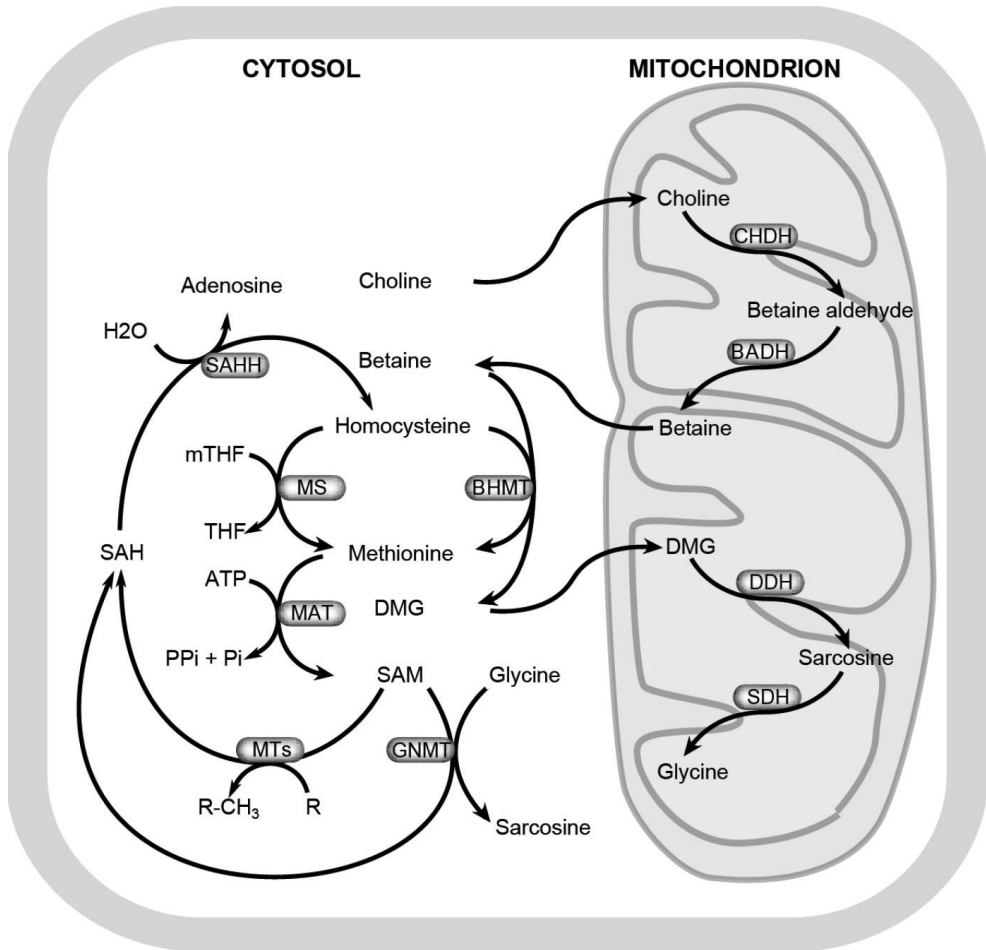 CYTOSOL
MITOCHONDRION
Choline
CHDH
Adenosine
Choline
H2O
Betaine aldehyde
SAHH
Betaine
BADH
Homocysteine
Betaine
mTHF
MS
BHMT
THF
SAH
Methionine
DMG
ATP
DDH
MAT
DMG
PPi + Pi
Sarcosine
SAM
Glycine
SDH
MTs
GNMT
Glycine
R-CH₃
R
Sarcosine